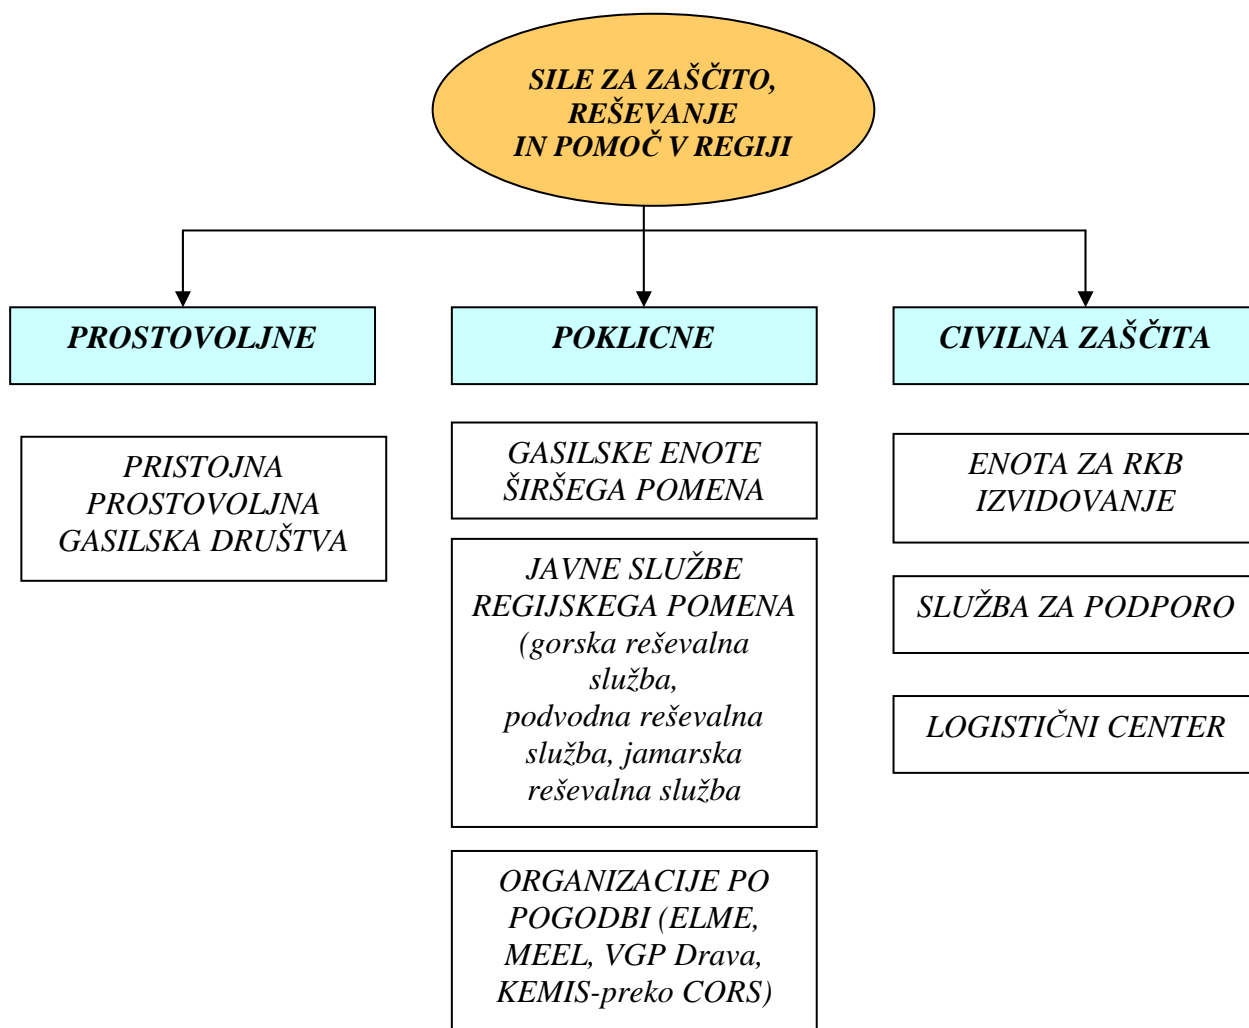 SILE ZA ZAŠČITO,
REŠEVANJE
IN POMOČ V REGIJI
PROSTOVOLJNE
POKLICNE
CIVILNA ZAŠČITA
PRISTOJNA
PROSTOVOLJNA
GASILSKA DRUŠTVA
GASILSKE ENOTE
ŠIRŠEGA POMENA
JAVNE SLUŽBE
REGIJSKEGA POMENA
(gorska reševalna
služba,
podvodna reševalna
služba, jamarska
reševalna služba
ORGANIZACIJE PO
POGODBI (ELME,
MEEL, VGP Drava,
KEMIS-preko CORS)
ENOTA ZA RKB
IZVIDOVANJE
SLUŽBA ZA PODPORO
LOGISTIČNI CENTER